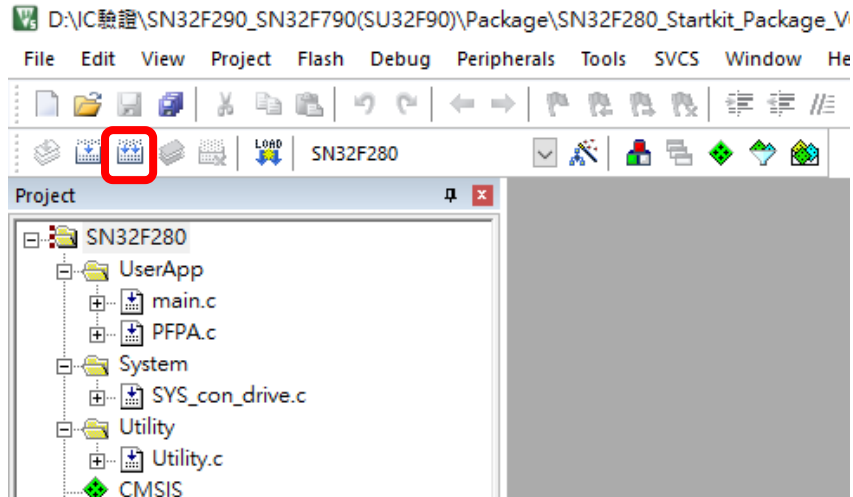 D:\IC驗證\SN32F290_SN32F790(SU32F90)\Package\SN32F280_Startkit_Package_V
File Edit View Project Flash Debug Peripherals Tools SVCS Window He
LOAD SN32F280
Project
SN32F280
UserApp
main.c
PFPA.c
System
SYS_con_drive.c
Utility
Utility.c
CMSIS